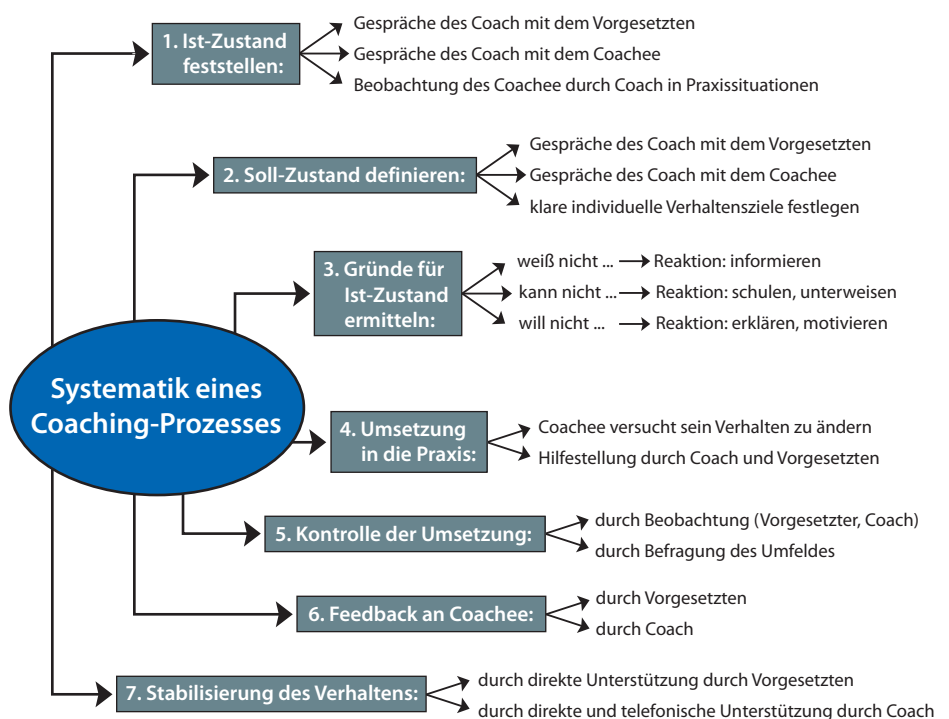 1. Ist-Zustand
feststellen:
Gespräche des Coach mit dem Vorgesetzten
Gespräche des Coach mit dem Coachee
Beobachtung des Coachee durch Coach in Praxissituationen
2. Soll-Zustand definieren:
Gespräche des Coach mit dem Vorgesetzten
Gespräche des Coach mit dem Coachee
klare individuelle Verhaltensziele festlegen
3. Gründe für
Ist-Zustand
ermitteln:
weiß nicht ... Reaktion: informieren
kann nicht ... Reaktion: schulen, unterweisen
will nicht ... Reaktion: erklären, motivieren
Systematik eines
Coaching-Prozesses
4. Umsetzung
in die Praxis:
Coachee versucht sein Verhalten zu ändern
Hilfestellung durch Coach und Vorgesetzten
5. Kontrolle der Umsetzung:
durch Beobachtung (Vorgesetzter, Coach)
durch Befragung des Umfeldes
6. Feedback an Coachee:
durch Vorgesetzten
durch Coach
7. Stabilisierung des Verhaltens:
durch direkte Unterstützung durch Vorgesetzten
durch direkte und telefonische Unterstützung durch Coach